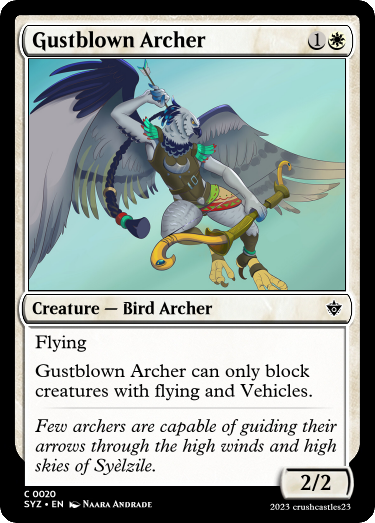 Gustblown Archer 1
Creature — Bird Archer
Flying
Gustblown Archer can only block
creatures with flying and Vehicles.
Few archers are capable of guiding their
arrows through the high winds and high
skies of Syèlzile.
2/2
C 0020
SYZ • EN Naara Andrade
2023 crushcastles23